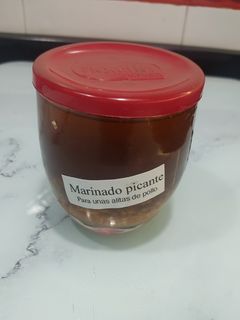 Marinado picante
Para unas alitas de pollo